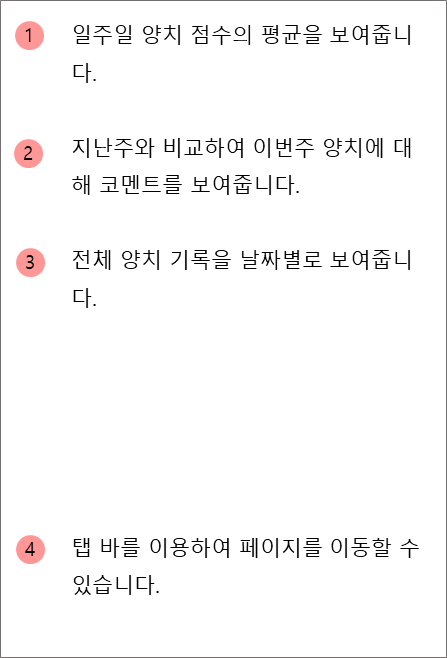 1 일주일 양치 점수의 평균을 보여줍니
다.
2 지난주와 비교하여 이번주 양치에 대
해 코멘트를 보여줍니다.
3 전체 양치 기록을 날짜별로 보여줍니
다.
4 탭 바를 이용하여 페이지를 이동할 수
있습니다.